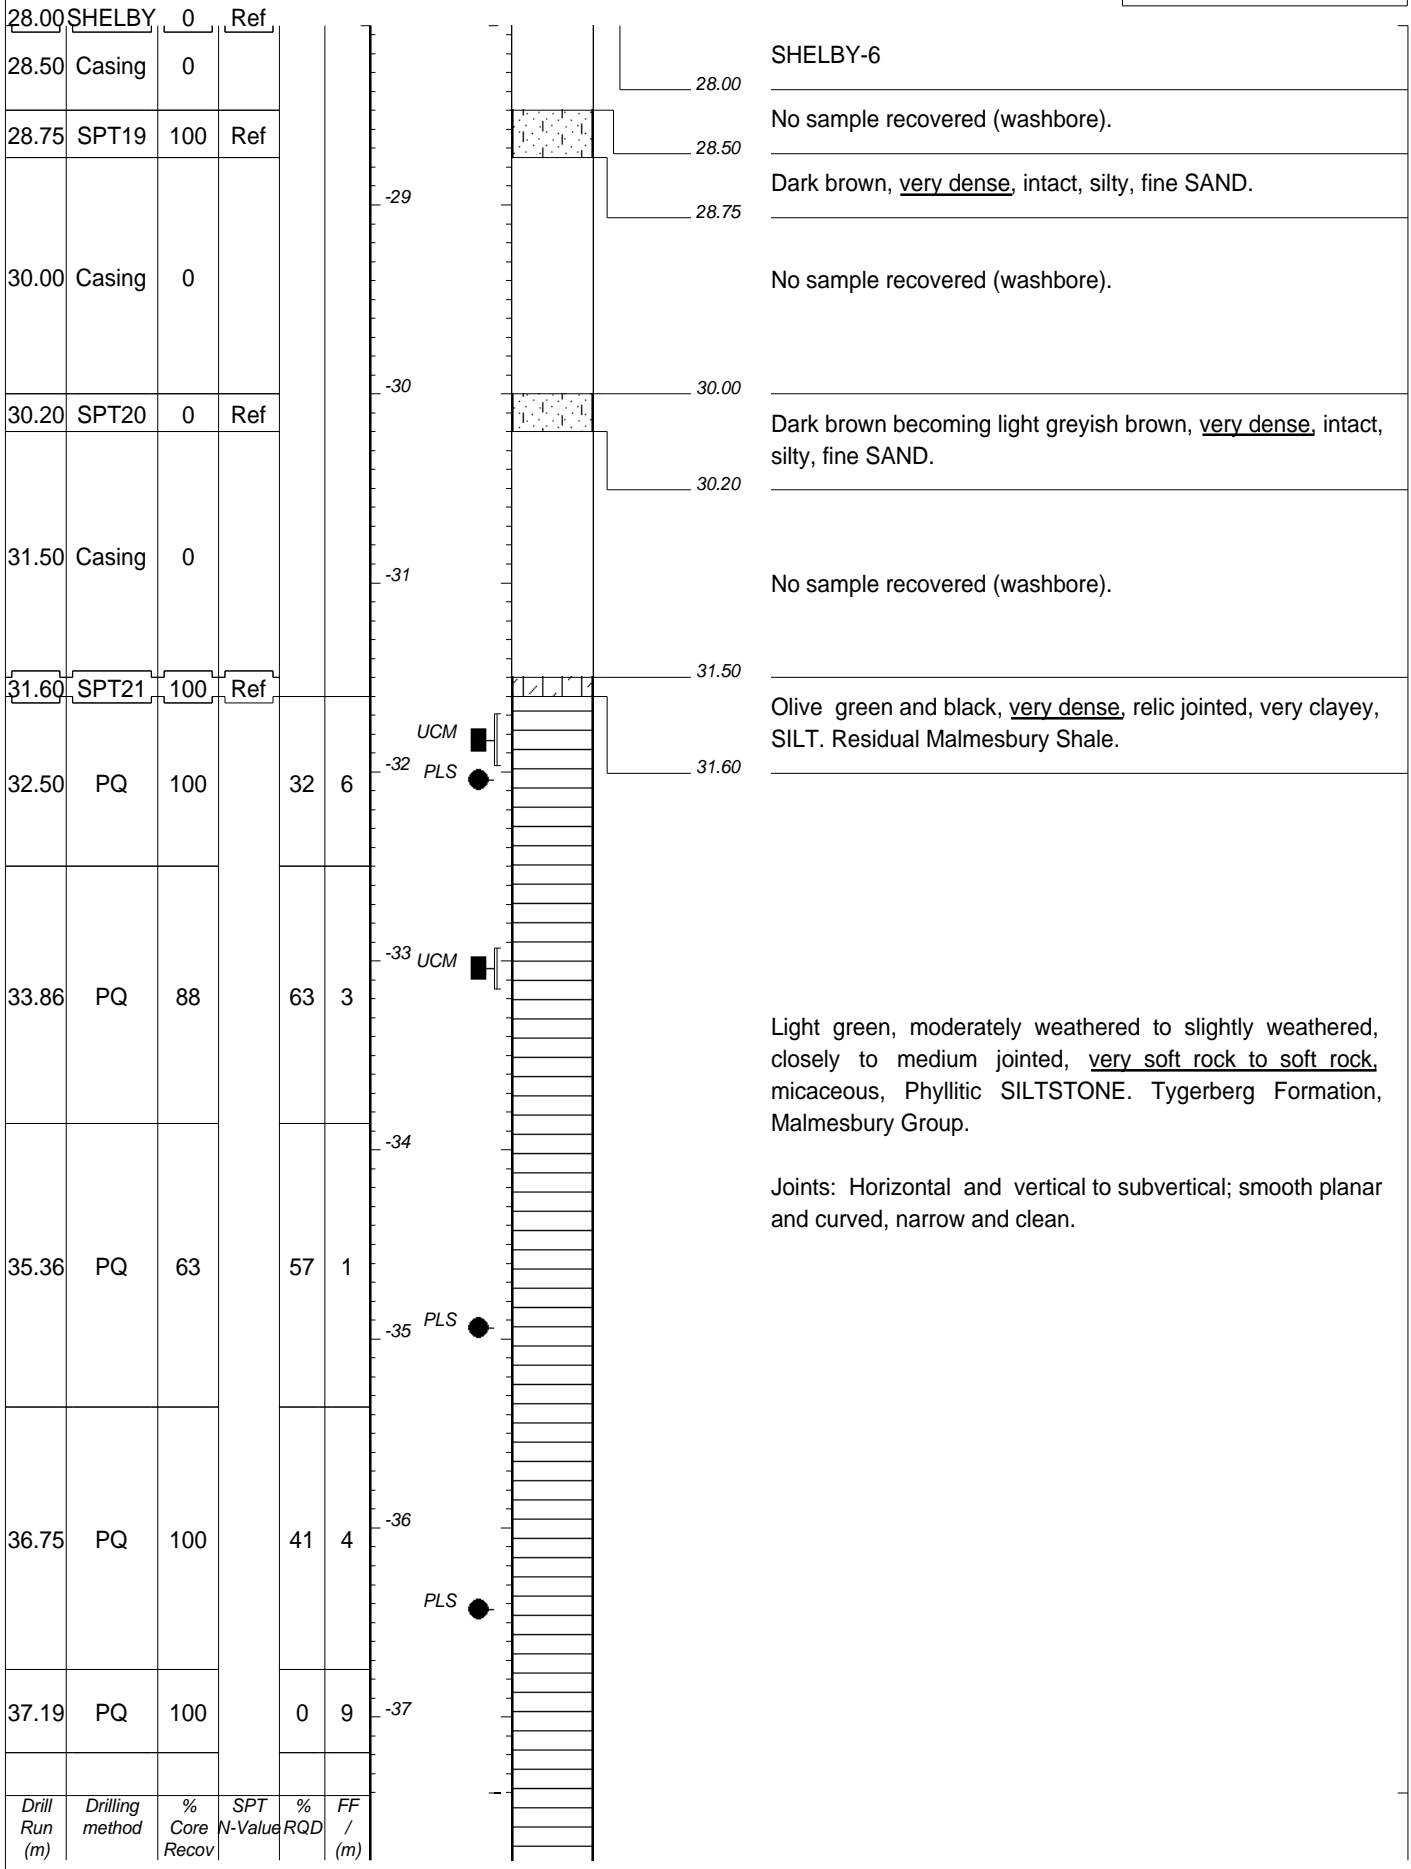 28.00 SHELBY 0 Ref
28.50 Casing 0
28.75 SPT19 100 Ref
30.00 Casing 0
30.20 SPT20 0 Ref
31.50 Casing 0
31.60 SPT21 100 Ref
32.50 PQ 100 32 6
33.86 PQ 88 63 3
35.36 PQ 63 57 1
36.75 PQ 100 41 4
37.19 PQ 100 0 9
Drill Run (m) Drilling method % Core Recov SPT N-Value % RQD FF / (m)
-29
-30
-31
UCM
-32 PLS
-33 UCM
-34
-35 PLS
-36
PLS
-37
SHELBY-6
28.00
No sample recovered (washbore).
28.50
Dark brown, very dense, intact, silty, fine SAND.
28.75
No sample recovered (washbore).
30.00
Dark brown becoming light greyish brown, very dense, intact,
silty, fine SAND.
30.20
No sample recovered (washbore).
31.50
Olive green and black, very dense, relic jointed, very clayey,
SILT. Residual Malmesbury Shale.
31.60
Light green, moderately weathered to slightly weathered,
closely to medium jointed, very soft rock to soft rock,
micaceous, Phyllitic SILTSTONE. Tygerberg Formation,
Malmesbury Group.
Joints: Horizontal and vertical to subvertical; smooth planar
and curved, narrow and clean.